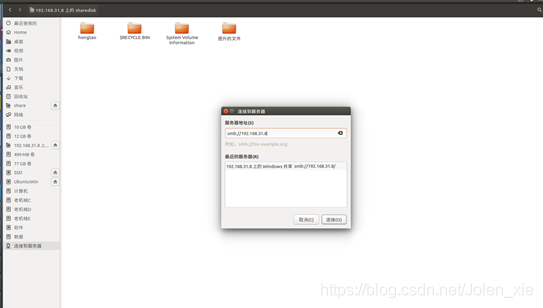 192.168.31.8 上的 sharedisk
最近使用的
Home
桌面
视频
图片
文档
下载
音乐
回收站
share
网络
10 GB 卷
12 GB 卷
192.168.31.8 上...
499 MB 卷
77 GB 卷
SSD
UbuntuWin
计算机
老机械C
老机械D
老机械E
软件
数据
连接到服务器
hongtao
$RECYCLE.BIN
System Volume
Information
提升的文件
连接到服务器
服务器地址(S)
smb://192.168.31.8
例如，smb://foo.example.org
最近的服务器(R)
192.168.31.8 上的 Windows 共享 smb://192.168.31.8/
取消(C)
连接(O)
https://blog.csdn.net/Jolen_xie